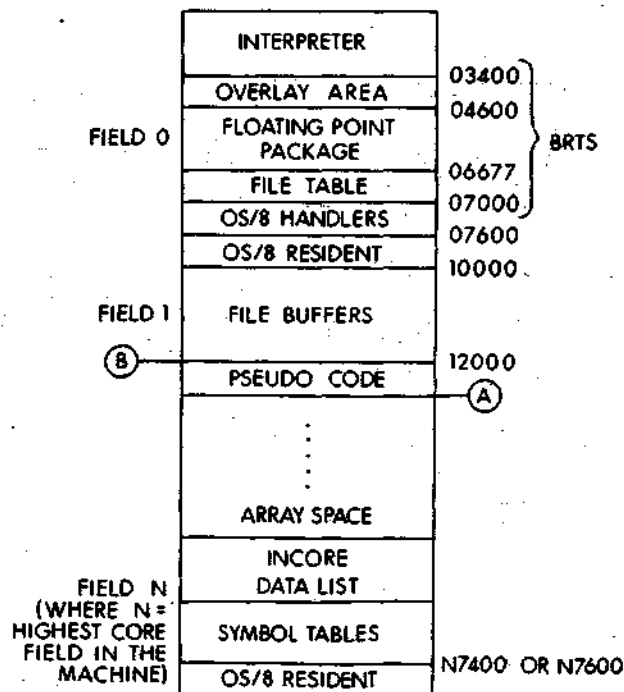 INTERPRETER
03400
OVERLAY AREA
04600
FIELD 0
FLOATING POINT
PACKAGE
BRTS
06677
FILE TABLE
07000
OS/8 HANDLERS
07600
OS/8 RESIDENT
10000
FIELD 1
FILE BUFFERS
B
12000
PSEUDO CODE
A
ARRAY SPACE
INCORE
DATA LIST
FIELD N
(WHERE N =
HIGHEST CORE
FIELD IN THE
MACHINE)
SYMBOL TABLES
N7400 OR N7600
OS/8 RESIDENT